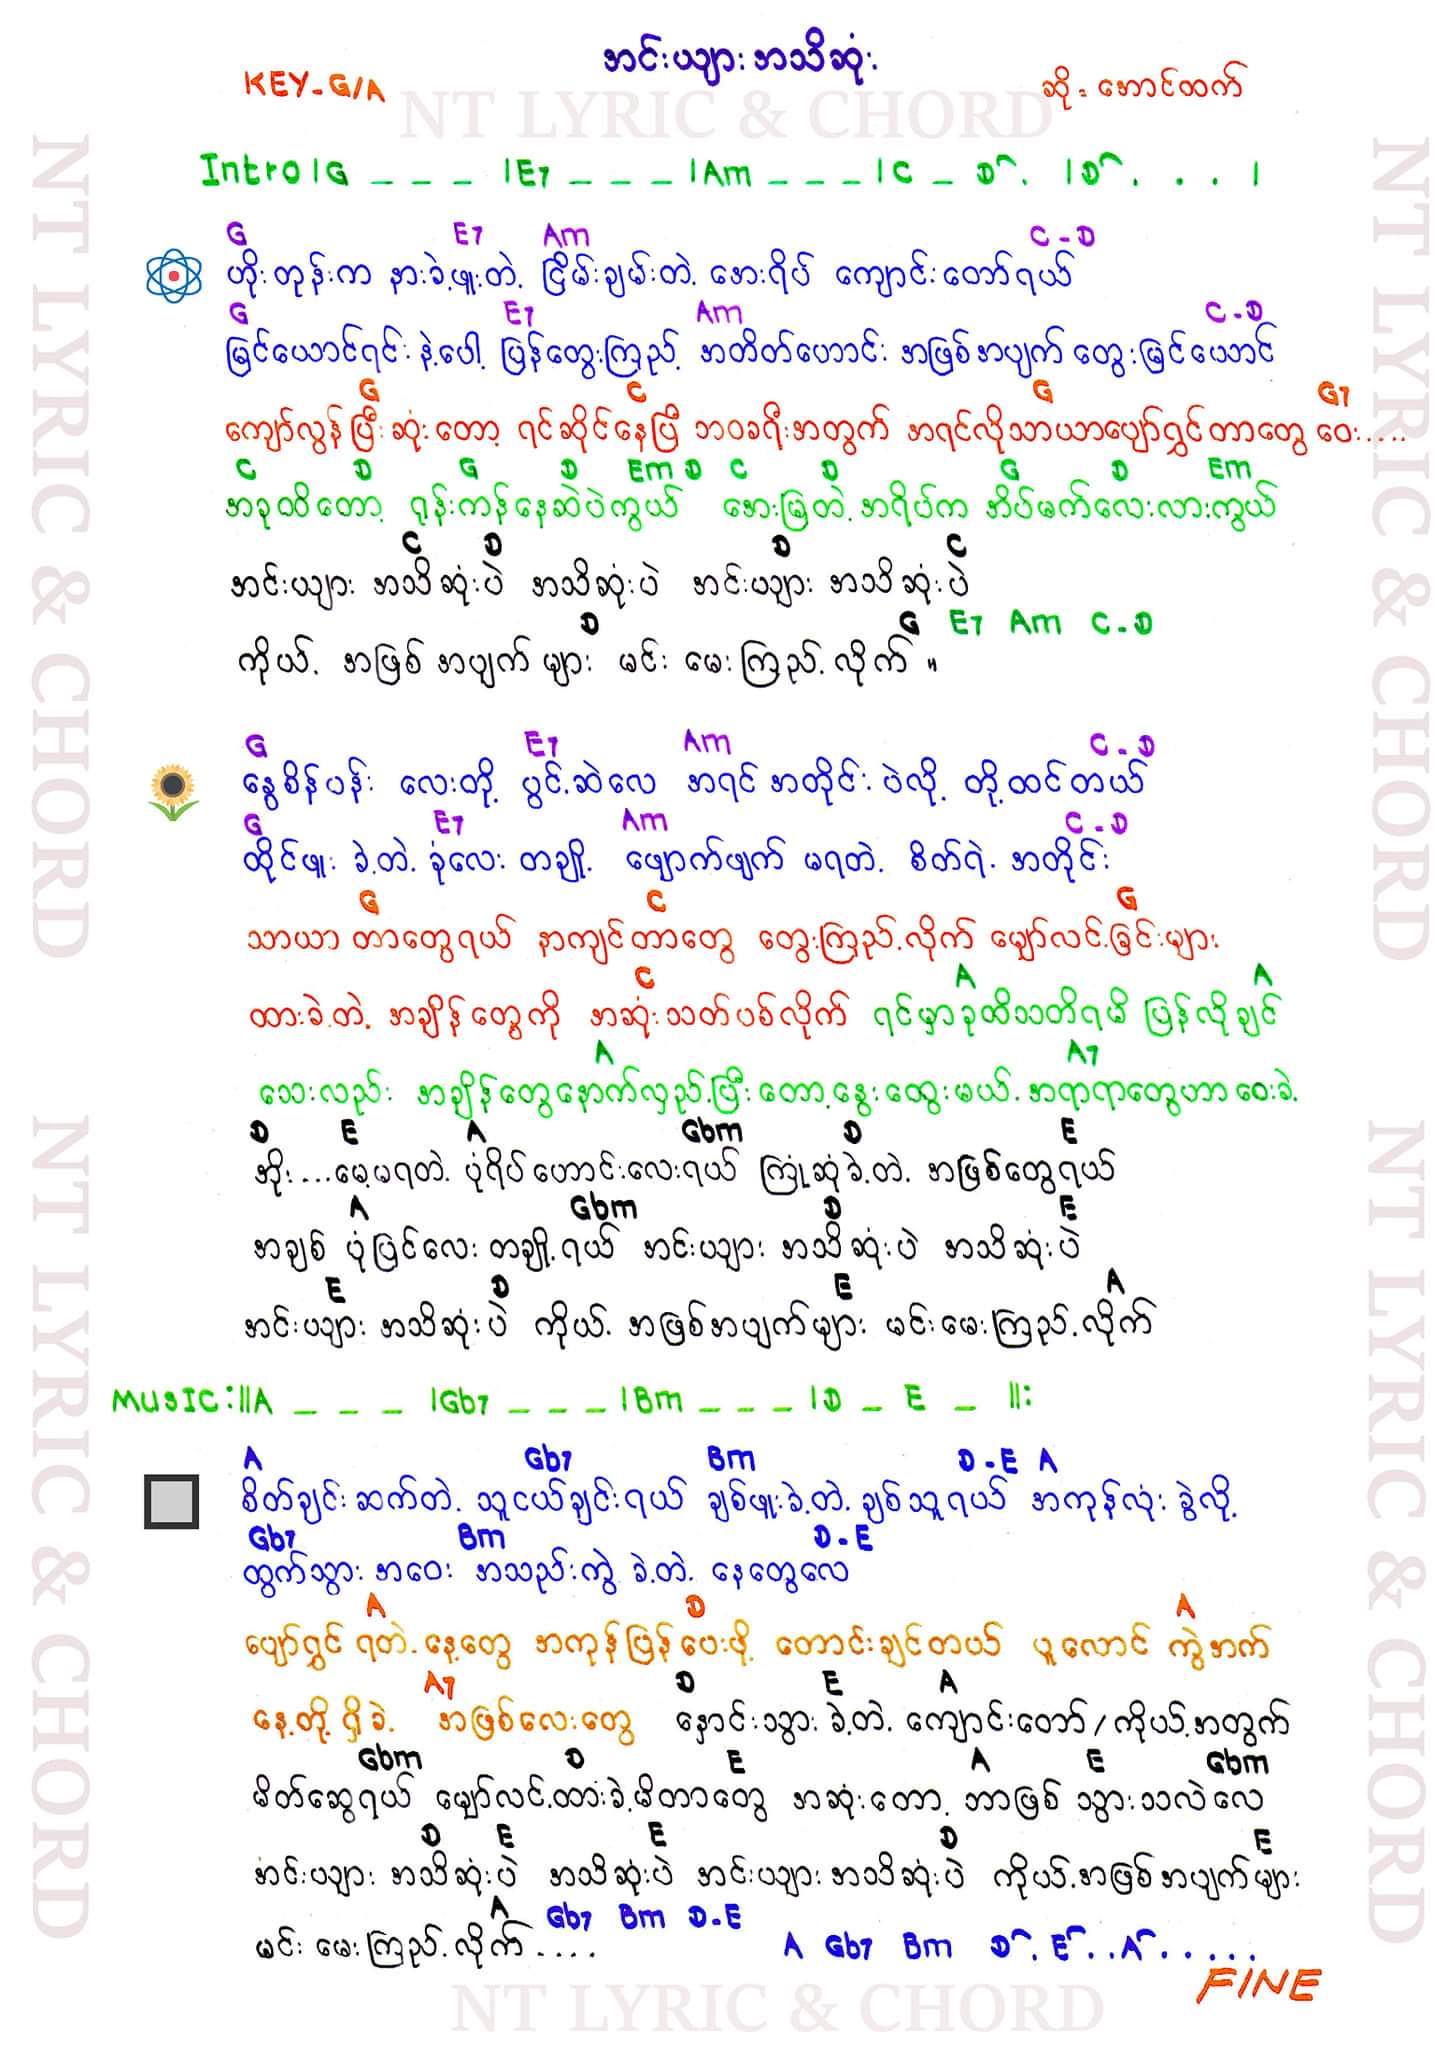 အင်းယျားအသိဆုံး
KEY-G/A
ဆို - အောင်ထက်
NT LYRIC & CHORD
Intro|G _ _ _ |E7 _ _ _ |Am _ _ _ |C _ D . |D . . . . |
G E7 Am C-D
ဟိုးတုန်းက နားခဲ့ဖူးတဲ့ ငြိမ်းချမ်းတဲ့ အေးရိပ် ကျောင်းတော်ရယ်
G E7 Am C-D
မြင်ယောင်ရင်း နဲ့ပေါ့ ပြန်တွေးကြည့် အတိတ်ဟောင်း အဖြစ်အပျက် တွေးမြင်ယောင်
G C G G7
ကျော်လွန်ပြီးဆုံးတော့ ရင်ဆိုင်နေပြီ ဘဝခရီးအတွက် အရင်လိုသာယာပျော်ရွှင်တာတွေ ဝေး....
C D G D Em D C D G D Em
အခုထိတော့ ရုန်းကန်နေဆဲပဲကွယ် အေးမြတဲ့အရိပ်က အိပ်မက်လေးလားကွယ်
C D D C
အင်းယျား အသိဆုံးပဲ အသိဆုံးပဲ အင်းယျား အသိဆုံးပဲ
D G E7 Am C-D
ကိုယ့် အဖြစ်အပျက်များ မင်း မေးကြည့်လိုက် ။
G E7 Am C-D
နွေစိန်ပန်း လေးတို့ ပွင့်ဆဲလေ အရင်အတိုင်းပဲလို့ တို့ထင်တယ်
G E7 Am C-D
ထိုင်ဖူး ခဲ့တဲ့ ခုံလေး တချို့ ဖျောက်ဖျက် မရတဲ့ စိတ်ရဲ့ အတိုင်း
G C G
သာယာ တာတွေရယ် နာကျင်တာတွေ တွေးကြည့်လိုက် မျှော်လင့်ခြင်းများ
C A A
ထားခဲ့တဲ့ အချိန်တွေကို အဆုံးသတ်ပစ်လိုက် ရင်မှာခုထိသတိရမိ ပြန်လိုချင်
A A7
သေးလည်း အချိန်တွေနောက်လှည့်ပြီးတော့နွေးထွေးမယ့်အရာရာတွေဟာ ဝေးခဲ့
D E A Gbm D E
အိုး...မေ့မရတဲ့ ပုံရိပ်ဟောင်းလေးရယ် ကြုံဆုံခဲ့တဲ့ အဖြစ်တွေရယ်
A Gbm D E
အချစ် ပုံပြင်လေး တချို့ရယ် အင်းယျား အသိဆုံးပဲ အသိဆုံးပဲ
E D E A
အင်းယျား အသိဆုံးပဲ ကိုယ့် အဖြစ်အပျက်များ မင်းမေးကြည့်လိုက်
MUSIC:||A _ _ _ |Gb7 _ _ _ |Bm _ _ _ |D _ E _ ||:
A Gb7 Bm D-E A
စိတ်ချင်းဆက်တဲ့ သူငယ်ချင်းရယ် ချစ်ဖူးခဲ့တဲ့ ချစ်သူရယ် အကုန်လုံး ခွဲလို့
Gb7 Bm D-E
ထွက်သွား အဝေး အသည်းကွဲ ခဲ့တဲ့ နေတွေလေ
A D A
ပျော်ရွှင် ရတဲ့နေ့တွေ အကုန်ပြန်ပေးဖို့ တောင်းချင်တယ် ပူလောင် ကွဲအက်
A7 D E A
နေ့တို့ရှိခဲ့ အဖြစ်လေးတွေ နှောင်းသွားခဲ့တဲ့ ကျောင်းတော်/ကိုယ့်အတွက်
Gbm D E A E Gbm
မိတ်ဆွေရယ် မျှော်လင့်ထားခဲ့မိတာတွေ အဆုံးတော့ ဘာဖြစ် သွားသလဲလေ
D E E D E
အင်းယျား အသိဆုံးပဲ အသိဆုံးပဲ အင်းယျားအသိဆုံးပဲ ကိုယ့်အဖြစ်အပျက်များ
A Gb7 Bm D-E
မင်း မေးကြည့်လိုက် ....
A Gb7 Bm D . E . . A . . . . .
FINE
NT LYRIC & CHORD
NT LYRIC & CHORD
NT LYRIC & CHORD
NT LYRIC & CHORD
NT LYRIC & CHORD